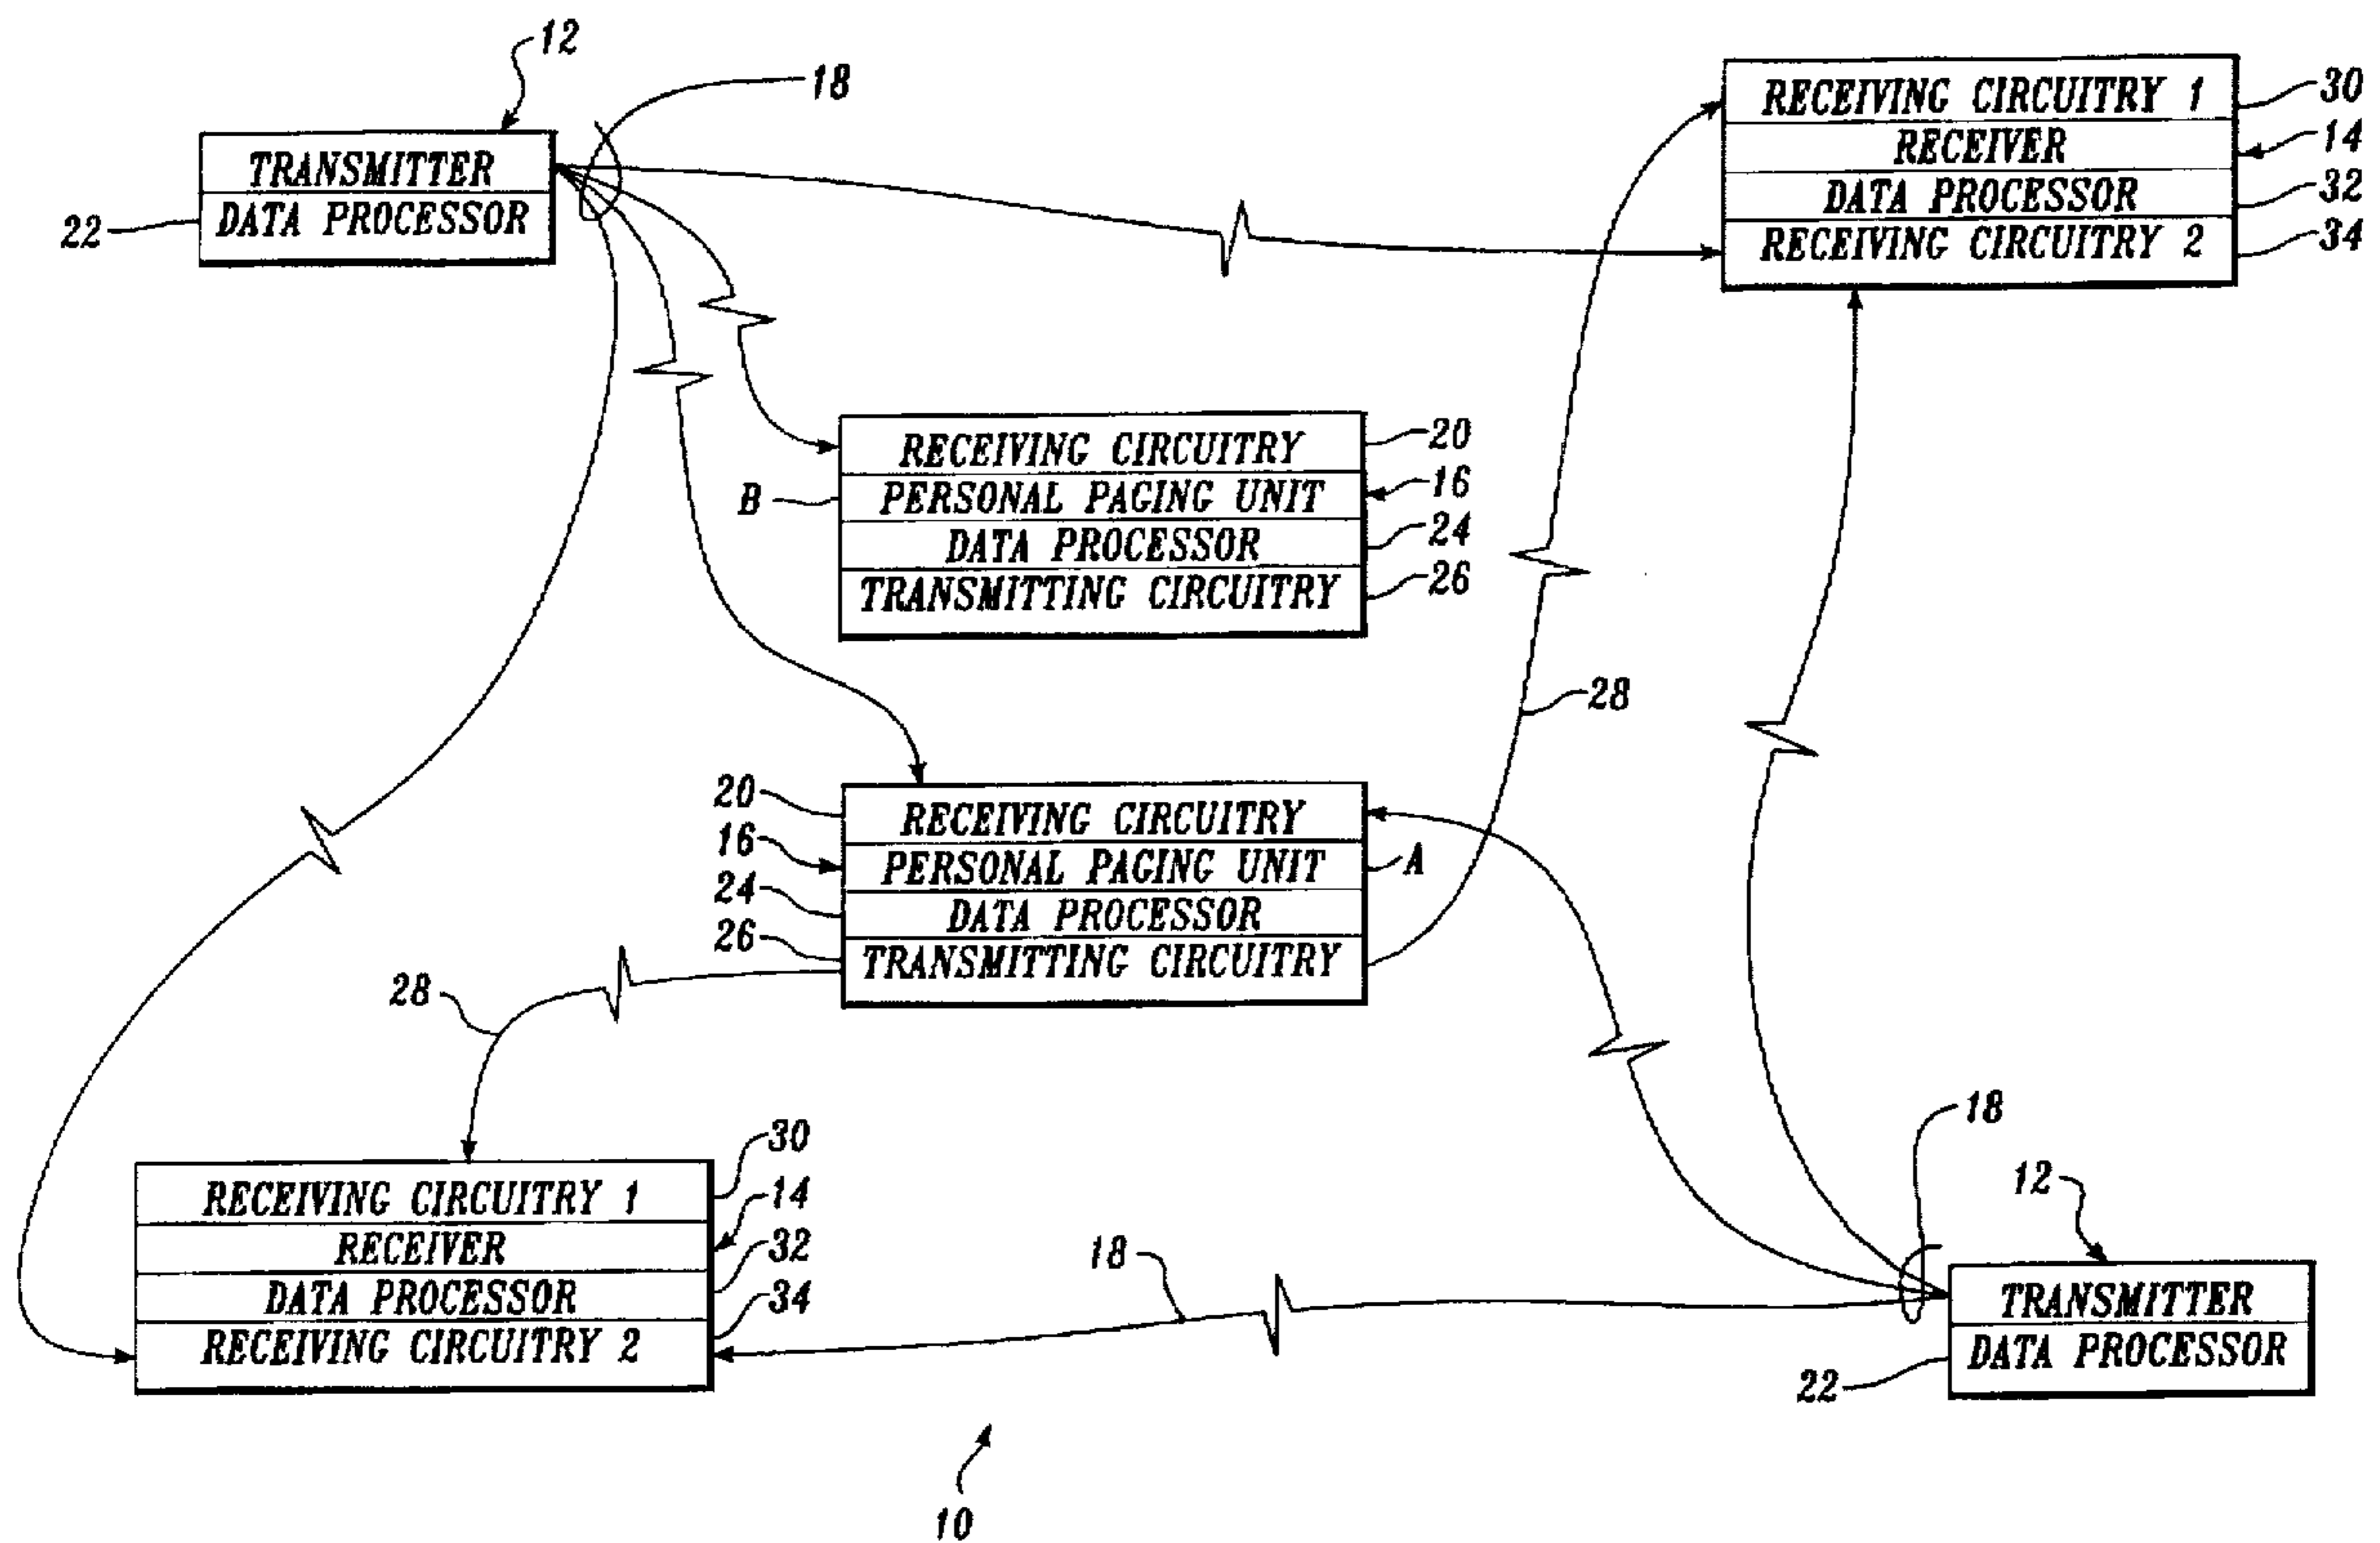 12
18
TRANSMITTER
22 DATA PROCESSOR
RECEIVING CIRCUITRY 1 30
RECEIVER 14
DATA PROCESSOR 32
RECEIVING CIRCUITRY 2 34
RECEIVING CIRCUITRY 20
B PERSONAL PAGING UNIT 16
DATA PROCESSOR 24
TRANSMITTING CIRCUITRY 26
28
20 RECEIVING CIRCUITRY
16 PERSONAL PAGING UNIT A
24 DATA PROCESSOR
26 TRANSMITTING CIRCUITRY
28
RECEIVING CIRCUITRY 1 30
RECEIVER 14
DATA PROCESSOR 32
RECEIVING CIRCUITRY 2 34
18
18
12
TRANSMITTER
22 DATA PROCESSOR
10